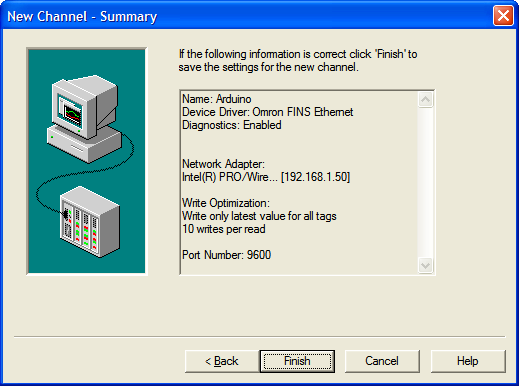 New Channel - Summary
If the following information is correct click 'Finish' to
save the settings for the new channel.
Name: Arduino
Device Driver: Omron FINS Ethernet
Diagnostics: Enabled
Network Adapter:
Intel(R) PRO/Wire... [192.168.1.50]
Write Optimization:
Write only latest value for all tags
10 writes per read
Port Number: 9600
< Back
Finish
Cancel
Help